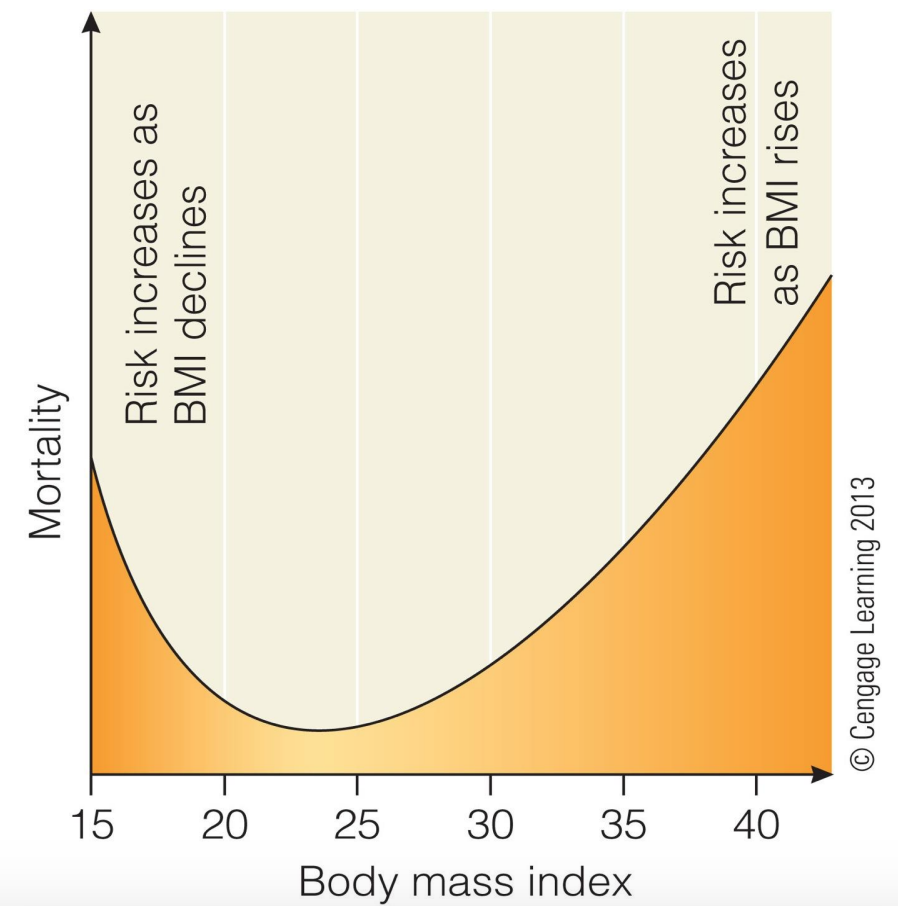 Mortality
Risk increases as
BMI declines
Risk increases
as BMI rises
15 20 25 30 35 40
Body mass index
© Cengage Learning 2013